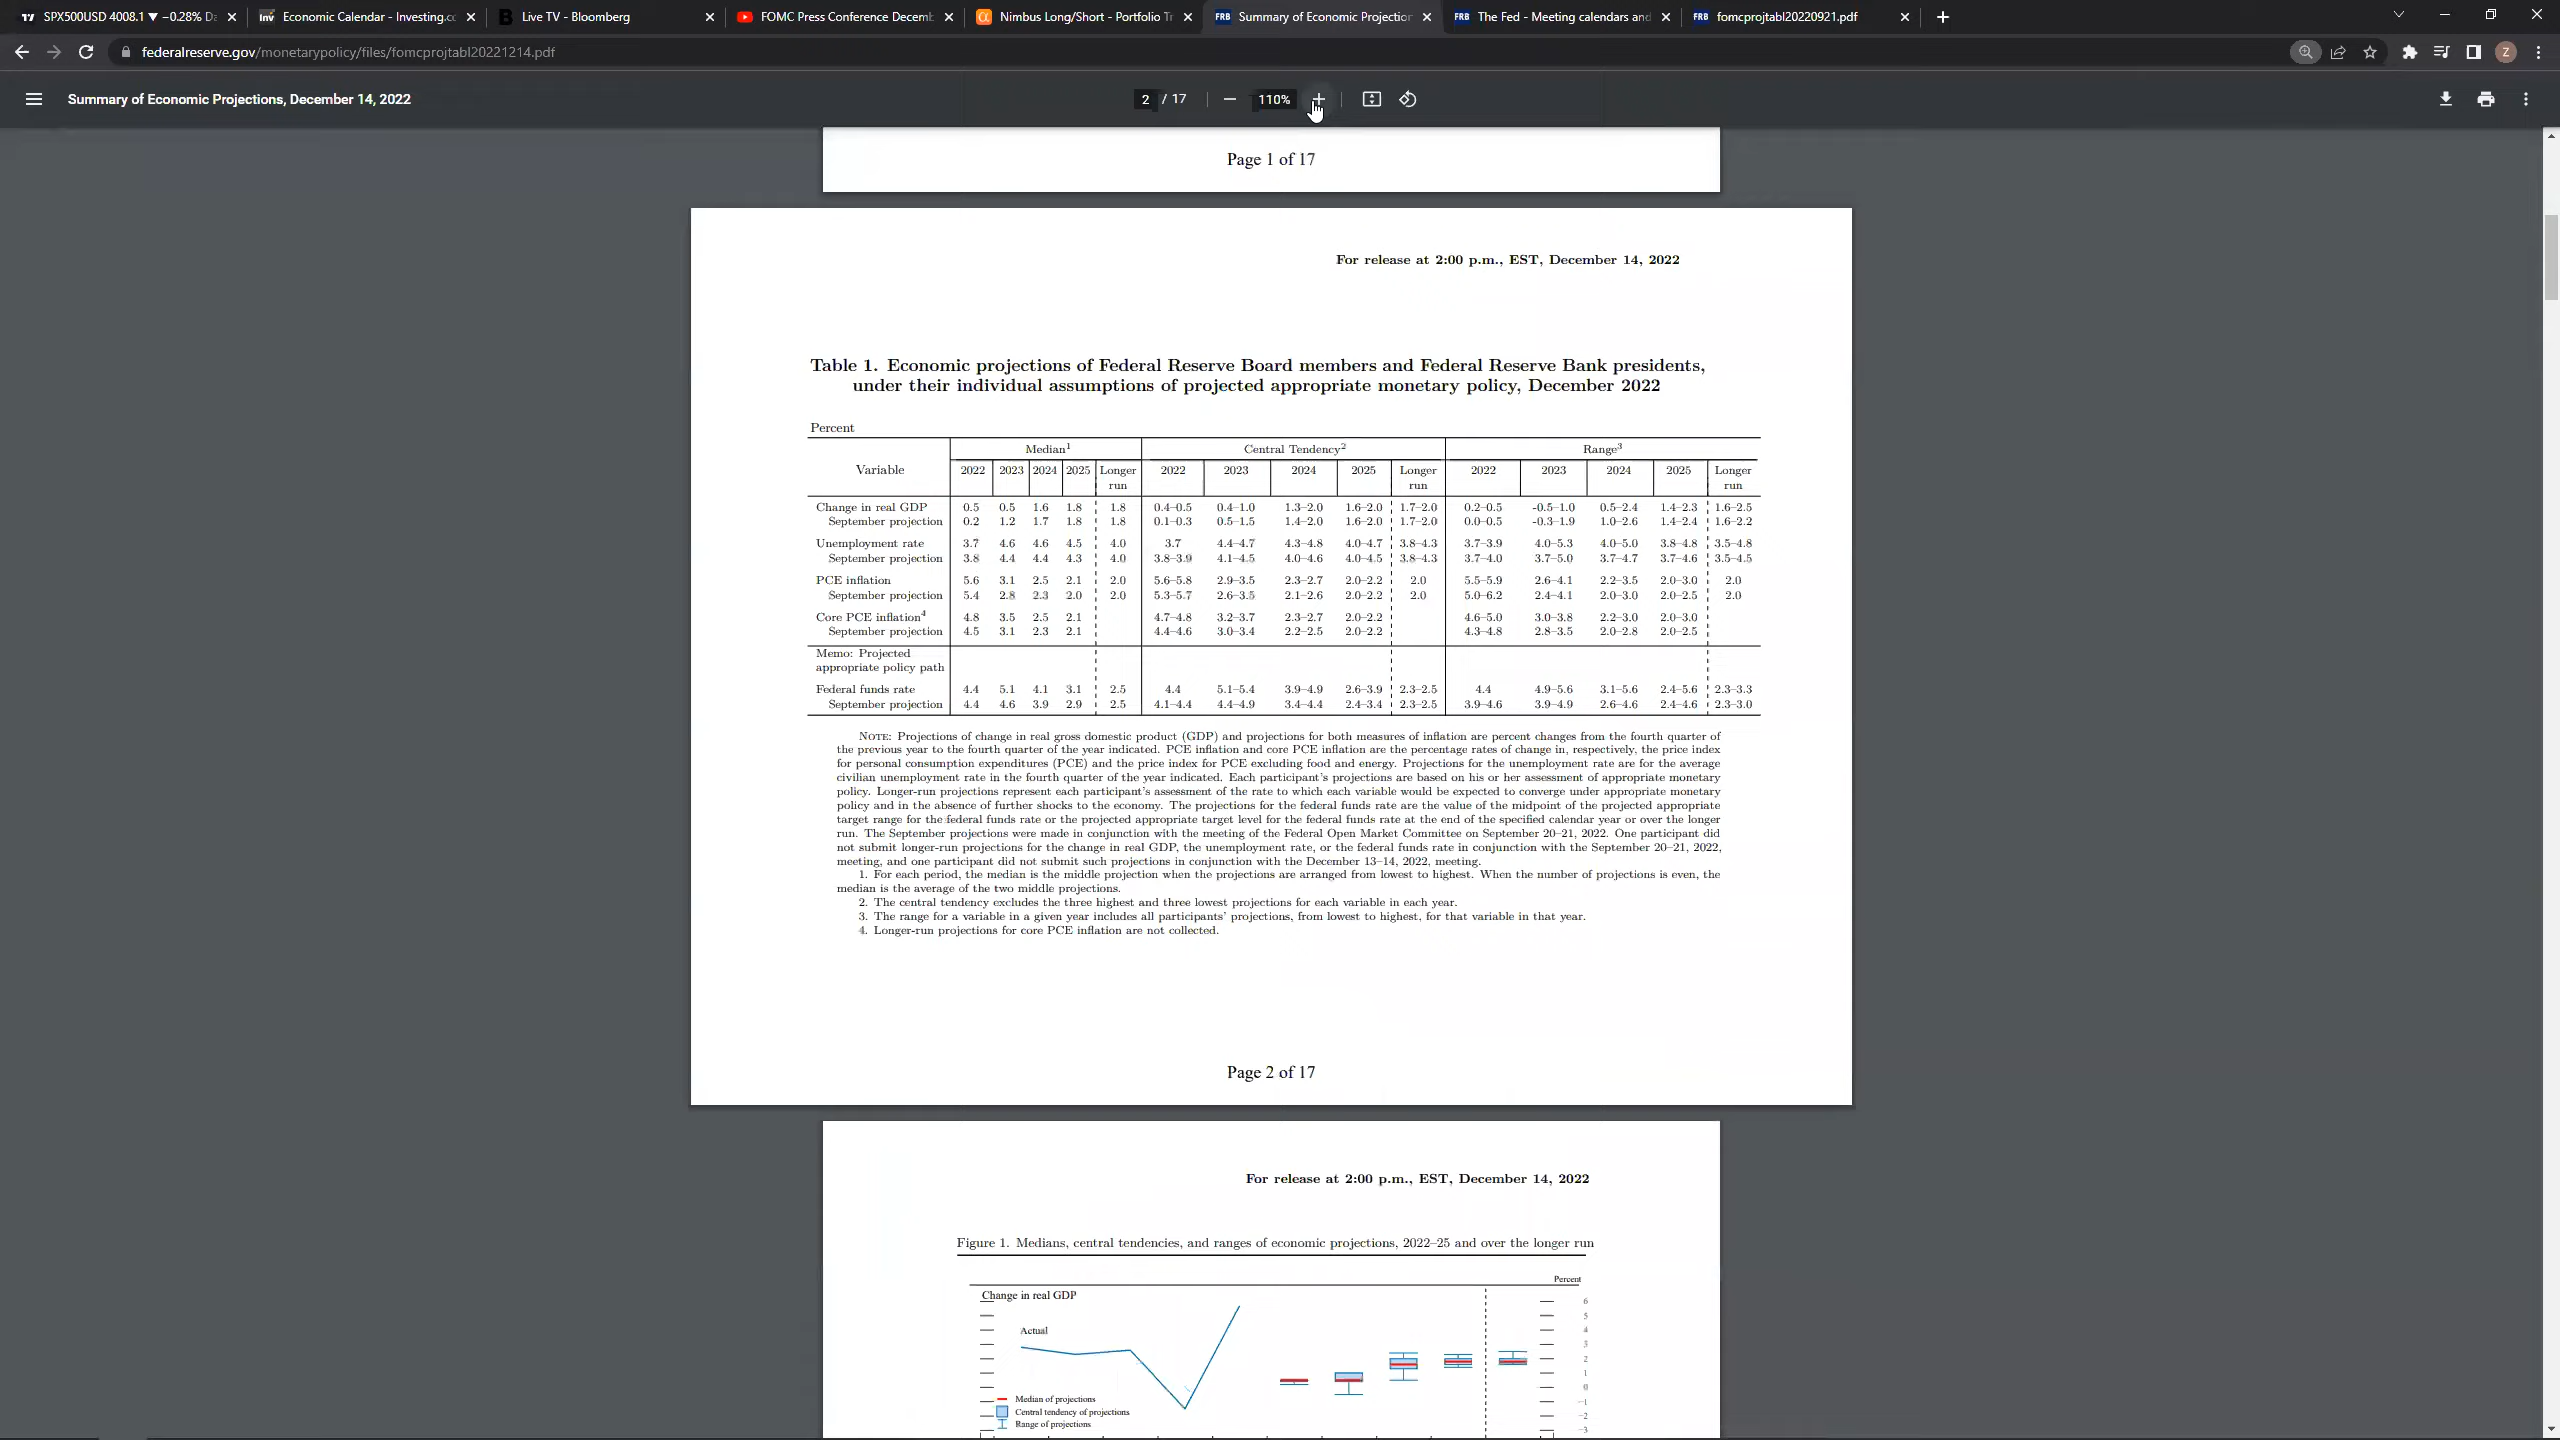 SPX500USD 4008.1 ▼ −0.28% Da
Economic Calendar - Investing.co
Live TV - Bloomberg
FOMC Press Conference Decemb
Nimbus Long/Short - Portfolio Tr
FRB Summary of Economic Projection
FRB The Fed - Meeting calendars and
FRB fomcprojtabl20220921.pdf
federalreserve.gov/monetarypolicy/files/fomcprojtabl20221214.pdf
Z
Summary of Economic Projections, December 14, 2022
2 / 17
110%
Page 1 of 17
For release at 2:00 p.m., EST, December 14, 2022
Table 1. Economic projections of Federal Reserve Board members and Federal Reserve Bank presidents,
under their individual assumptions of projected appropriate monetary policy, December 2022
Percent
Median1 Central Tendency2 Range3
Variable 2022 2023 2024 2025 Longer run 2022 2023 2024 2025 Longer run 2022 2023 2024 2025 Longer run
Change in real GDP 0.5 0.5 1.6 1.8 1.8 0.4–0.5 0.4–1.0 1.3–2.0 1.6–2.0 1.7–2.0 0.2–0.5 -0.5–1.0 0.5–2.4 1.4–2.3 1.6–2.5
September projection 0.2 1.2 1.7 1.8 1.8 0.1–0.3 0.5–1.5 1.4–2.0 1.6–2.0 1.7–2.0 0.0–0.5 -0.3–1.9 1.0–2.6 1.4–2.4 1.6–2.2
Unemployment rate 3.7 4.6 4.6 4.5 4.0 3.7 4.4–4.7 4.3–4.8 4.0–4.7 3.8–4.3 3.7–3.9 4.0–5.3 4.0–5.0 3.8–4.8 3.5–4.8
September projection 3.8 4.4 4.4 4.3 4.0 3.8–3.9 4.1–4.5 4.0–4.6 4.0–4.5 3.8–4.3 3.7–4.0 3.7–5.0 3.7–4.7 3.7–4.6 3.5–4.5
PCE inflation 5.6 3.1 2.5 2.1 2.0 5.6–5.8 2.9–3.5 2.3–2.7 2.0–2.2 2.0 5.5–5.9 2.6–4.1 2.2–3.5 2.0–3.0 2.0
September projection 5.4 2.8 2.3 2.0 2.0 5.3–5.7 2.6–3.5 2.1–2.6 2.0–2.2 2.0 5.0–6.2 2.4–4.1 2.0–3.0 2.0–2.5 2.0
Core PCE inflation4 4.8 3.5 2.5 2.1 4.7–4.8 3.2–3.7 2.3–2.7 2.0–2.2 4.6–5.0 3.0–3.8 2.2–3.0 2.0–3.0
September projection 4.5 3.1 2.3 2.1 4.4–4.6 3.0–3.4 2.2–2.5 2.0–2.2 4.3–4.8 2.8–3.5 2.0–2.8 2.0–2.5
Memo: Projected
appropriate policy path
Federal funds rate 4.4 5.1 4.1 3.1 2.5 4.4 5.1–5.4 3.9–4.9 2.6–3.9 2.3–2.5 4.4 4.9–5.6 3.1–5.6 2.4–5.6 2.3–3.3
September projection 4.4 4.6 3.9 2.9 2.5 4.1–4.4 4.4–4.9 3.4–4.4 2.4–3.4 2.3–2.5 3.9–4.6 3.9–4.9 2.6–4.6 2.4–4.6 2.3–3.0
NOTE: Projections of change in real gross domestic product (GDP) and projections for both measures of inflation are percent changes from the fourth quarter of
the previous year to the fourth quarter of the year indicated. PCE inflation and core PCE inflation are the percentage rates of change in, respectively, the price index
for personal consumption expenditures (PCE) and the price index for PCE excluding food and energy. Projections for the unemployment rate are for the average
civilian unemployment rate in the fourth quarter of the year indicated. Each participant's projections are based on his or her assessment of appropriate monetary
policy. Longer-run projections represent each participant's assessment of the rate to which each variable would be expected to converge under appropriate monetary
policy and in the absence of further shocks to the economy. The projections for the federal funds rate are the value of the midpoint of the projected appropriate
target range for the federal funds rate or the projected appropriate target level for the federal funds rate at the end of the specified calendar year or over the longer
run. The September projections were made in conjunction with the meeting of the Federal Open Market Committee on September 20–21, 2022. One participant did
not submit longer-run projections for the change in real GDP, the unemployment rate, or the federal funds rate in conjunction with the September 20–21, 2022,
meeting, and one participant did not submit such projections in conjunction with the December 13–14, 2022, meeting.
1. For each period, the median is the middle projection when the projections are arranged from lowest to highest. When the number of projections is even, the
median is the average of the two middle projections.
2. The central tendency excludes the three highest and three lowest projections for each variable in each year.
3. The range for a variable in a given year includes all participants' projections, from lowest to highest, for that variable in that year.
4. Longer-run projections for core PCE inflation are not collected.
Page 2 of 17
For release at 2:00 p.m., EST, December 14, 2022
Figure 1. Medians, central tendencies, and ranges of economic projections, 2022–25 and over the longer run
Percent
Change in real GDP
6
5
Actual
4
3
2
1
0
Median of projections
−1
Central tendency of projections
−2
Range of projections
−3